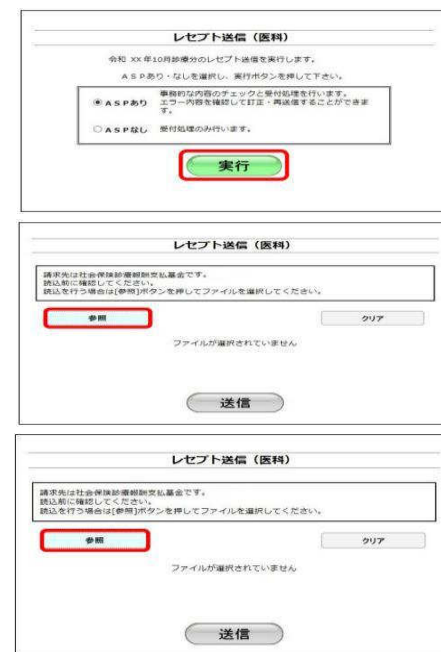 レセプト送信（医科）
令和 XX 年10月診療分のレセプト送信を実行します。
ＡＳＰあり・なしを選択し、実行ボタンを押して下さい。
ＡＳＰあり
事務的な内容のチェックと受付処理を行います。
エラー内容を確認して訂正・再送信することができま
す。
ＡＳＰなし 受付処理のみ行います。
実行
レセプト送信（医科）
請求先は社会保険診療報酬支払基金です。
読込前に確認してください。
読込を行う場合は[参照]ボタンを押してファイルを選択してください。
参照 クリア
ファイルが選択されていません
送信
レセプト送信（医科）
請求先は社会保険診療報酬支払基金です。
読込前に確認してください。
読込を行う場合は[参照]ボタンを押してファイルを選択してください。
参照 クリア
ファイルが選択されていません
送信